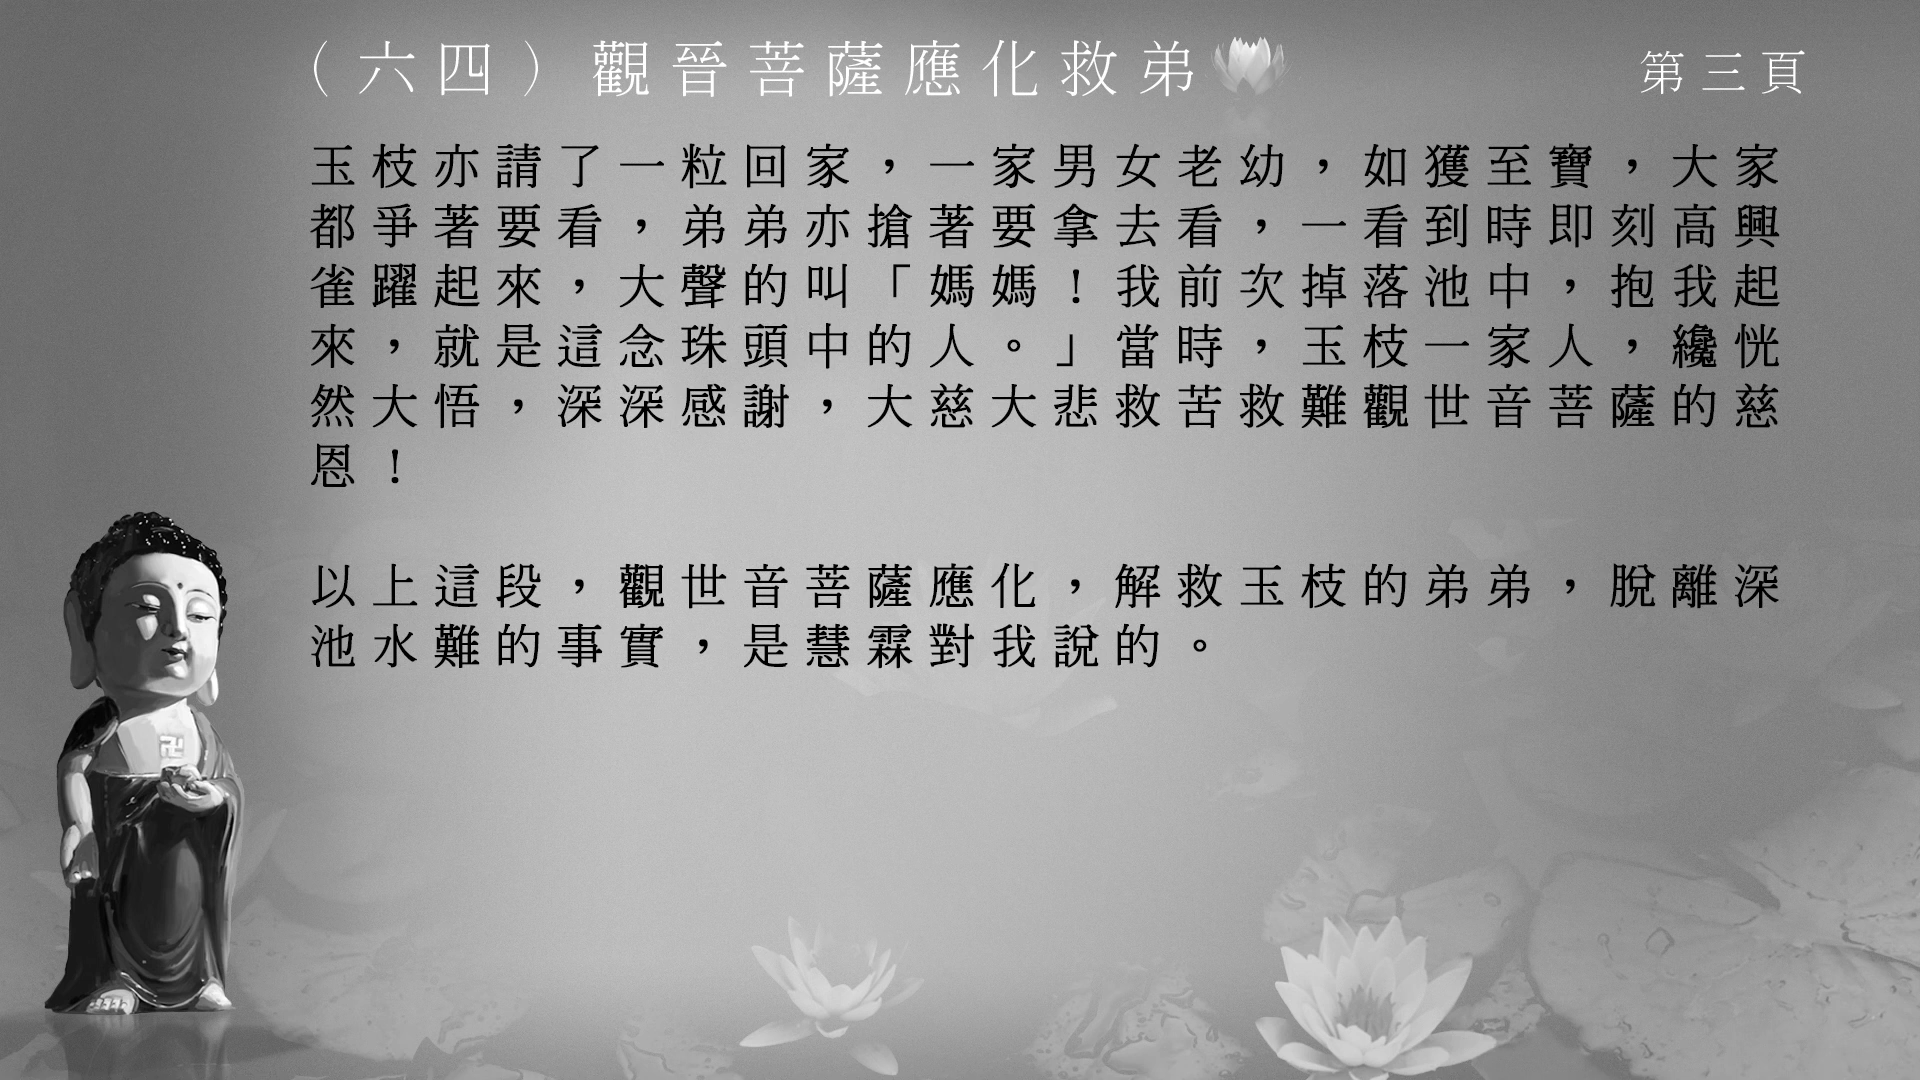 （六四）觀晉菩薩應化救弟
第三頁
玉枝亦請了一粒回家，一家男女老幼，如獲至寶，大家
都爭著要看，弟弟亦搶著要拿去看，一看到時即刻高興
雀躍起來，大聲的叫「媽媽！我前次掉落池中，抱我起
來，就是這念珠頭中的人。」當時，玉枝一家人，纔恍
然大悟，深深感謝，大慈大悲救苦救難觀世音菩薩的慈
恩！
以上這段，觀世音菩薩應化，解救玉枝的弟弟，脫離深
池水難的事實，是慧霖對我說的。
卍